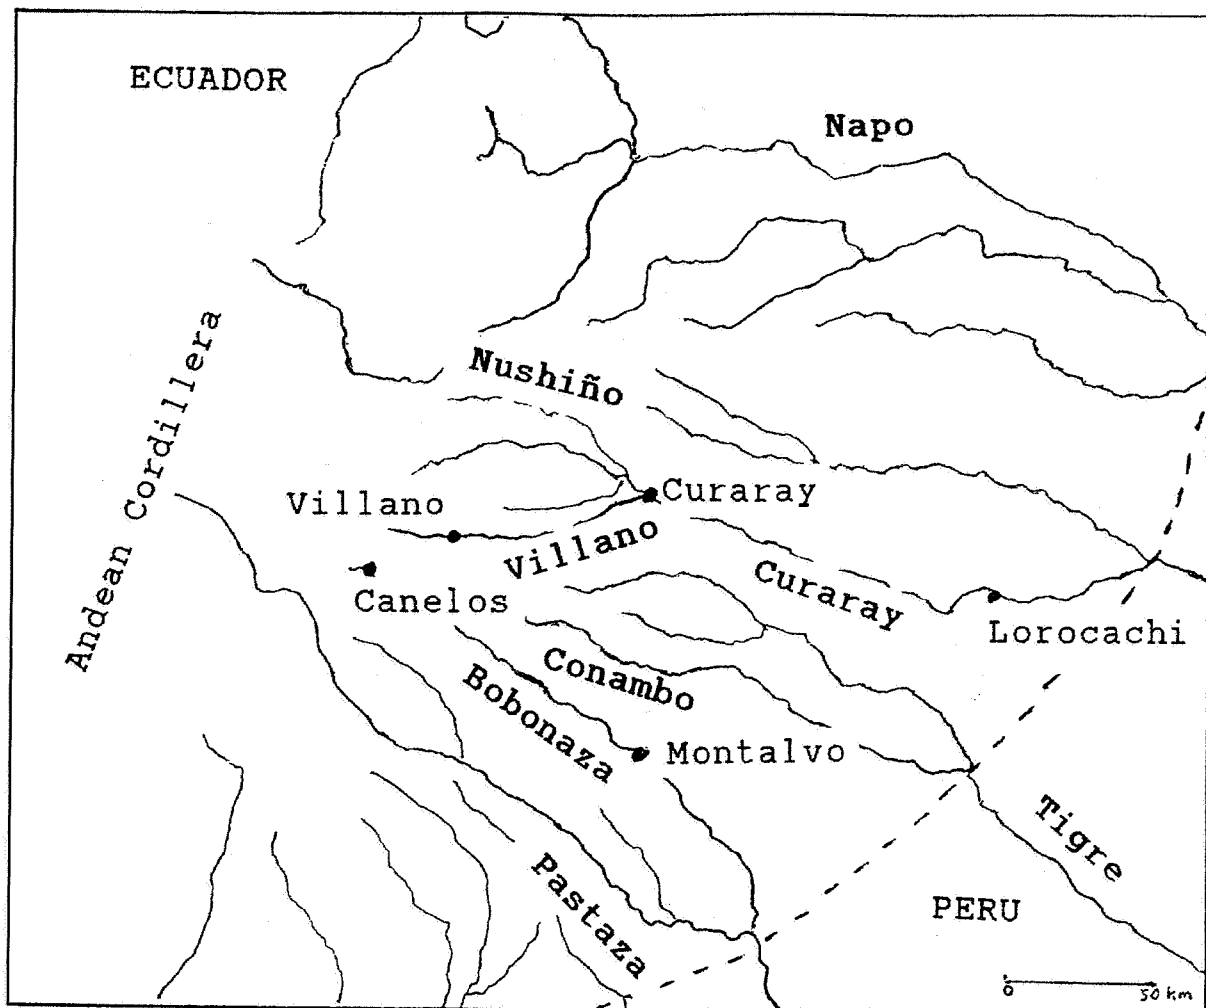 ECUADOR
Napo
Andean Cordillera
Nushiño
Villano
Curaray
Villano
Canelos
Curaray
Lorocachi
Conambo
Bobonaza
Montalvo
Tigre
Pastaza
PERU
0 50 km